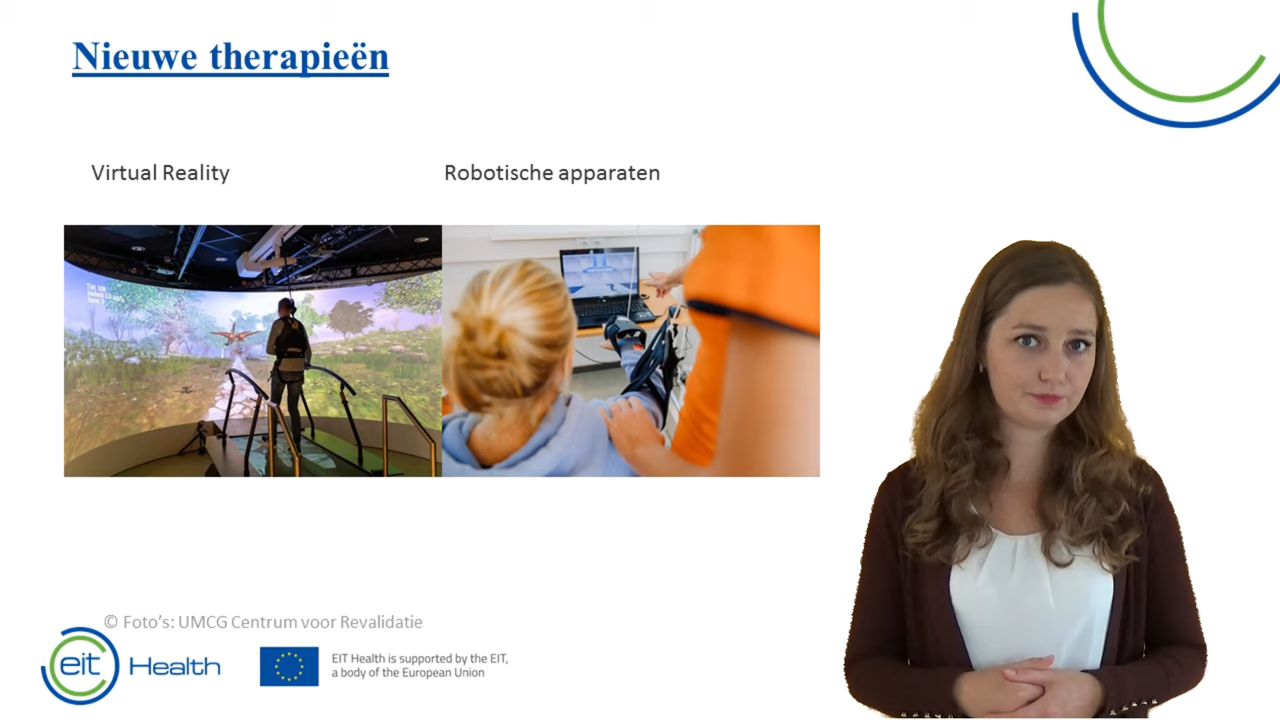 Nieuwe therapieën
Virtual Reality
Robotische apparaten
© Foto's: UMCG Centrum voor Revalidatie
eit Health
EIT Health is supported by the EIT,
a body of the European Union